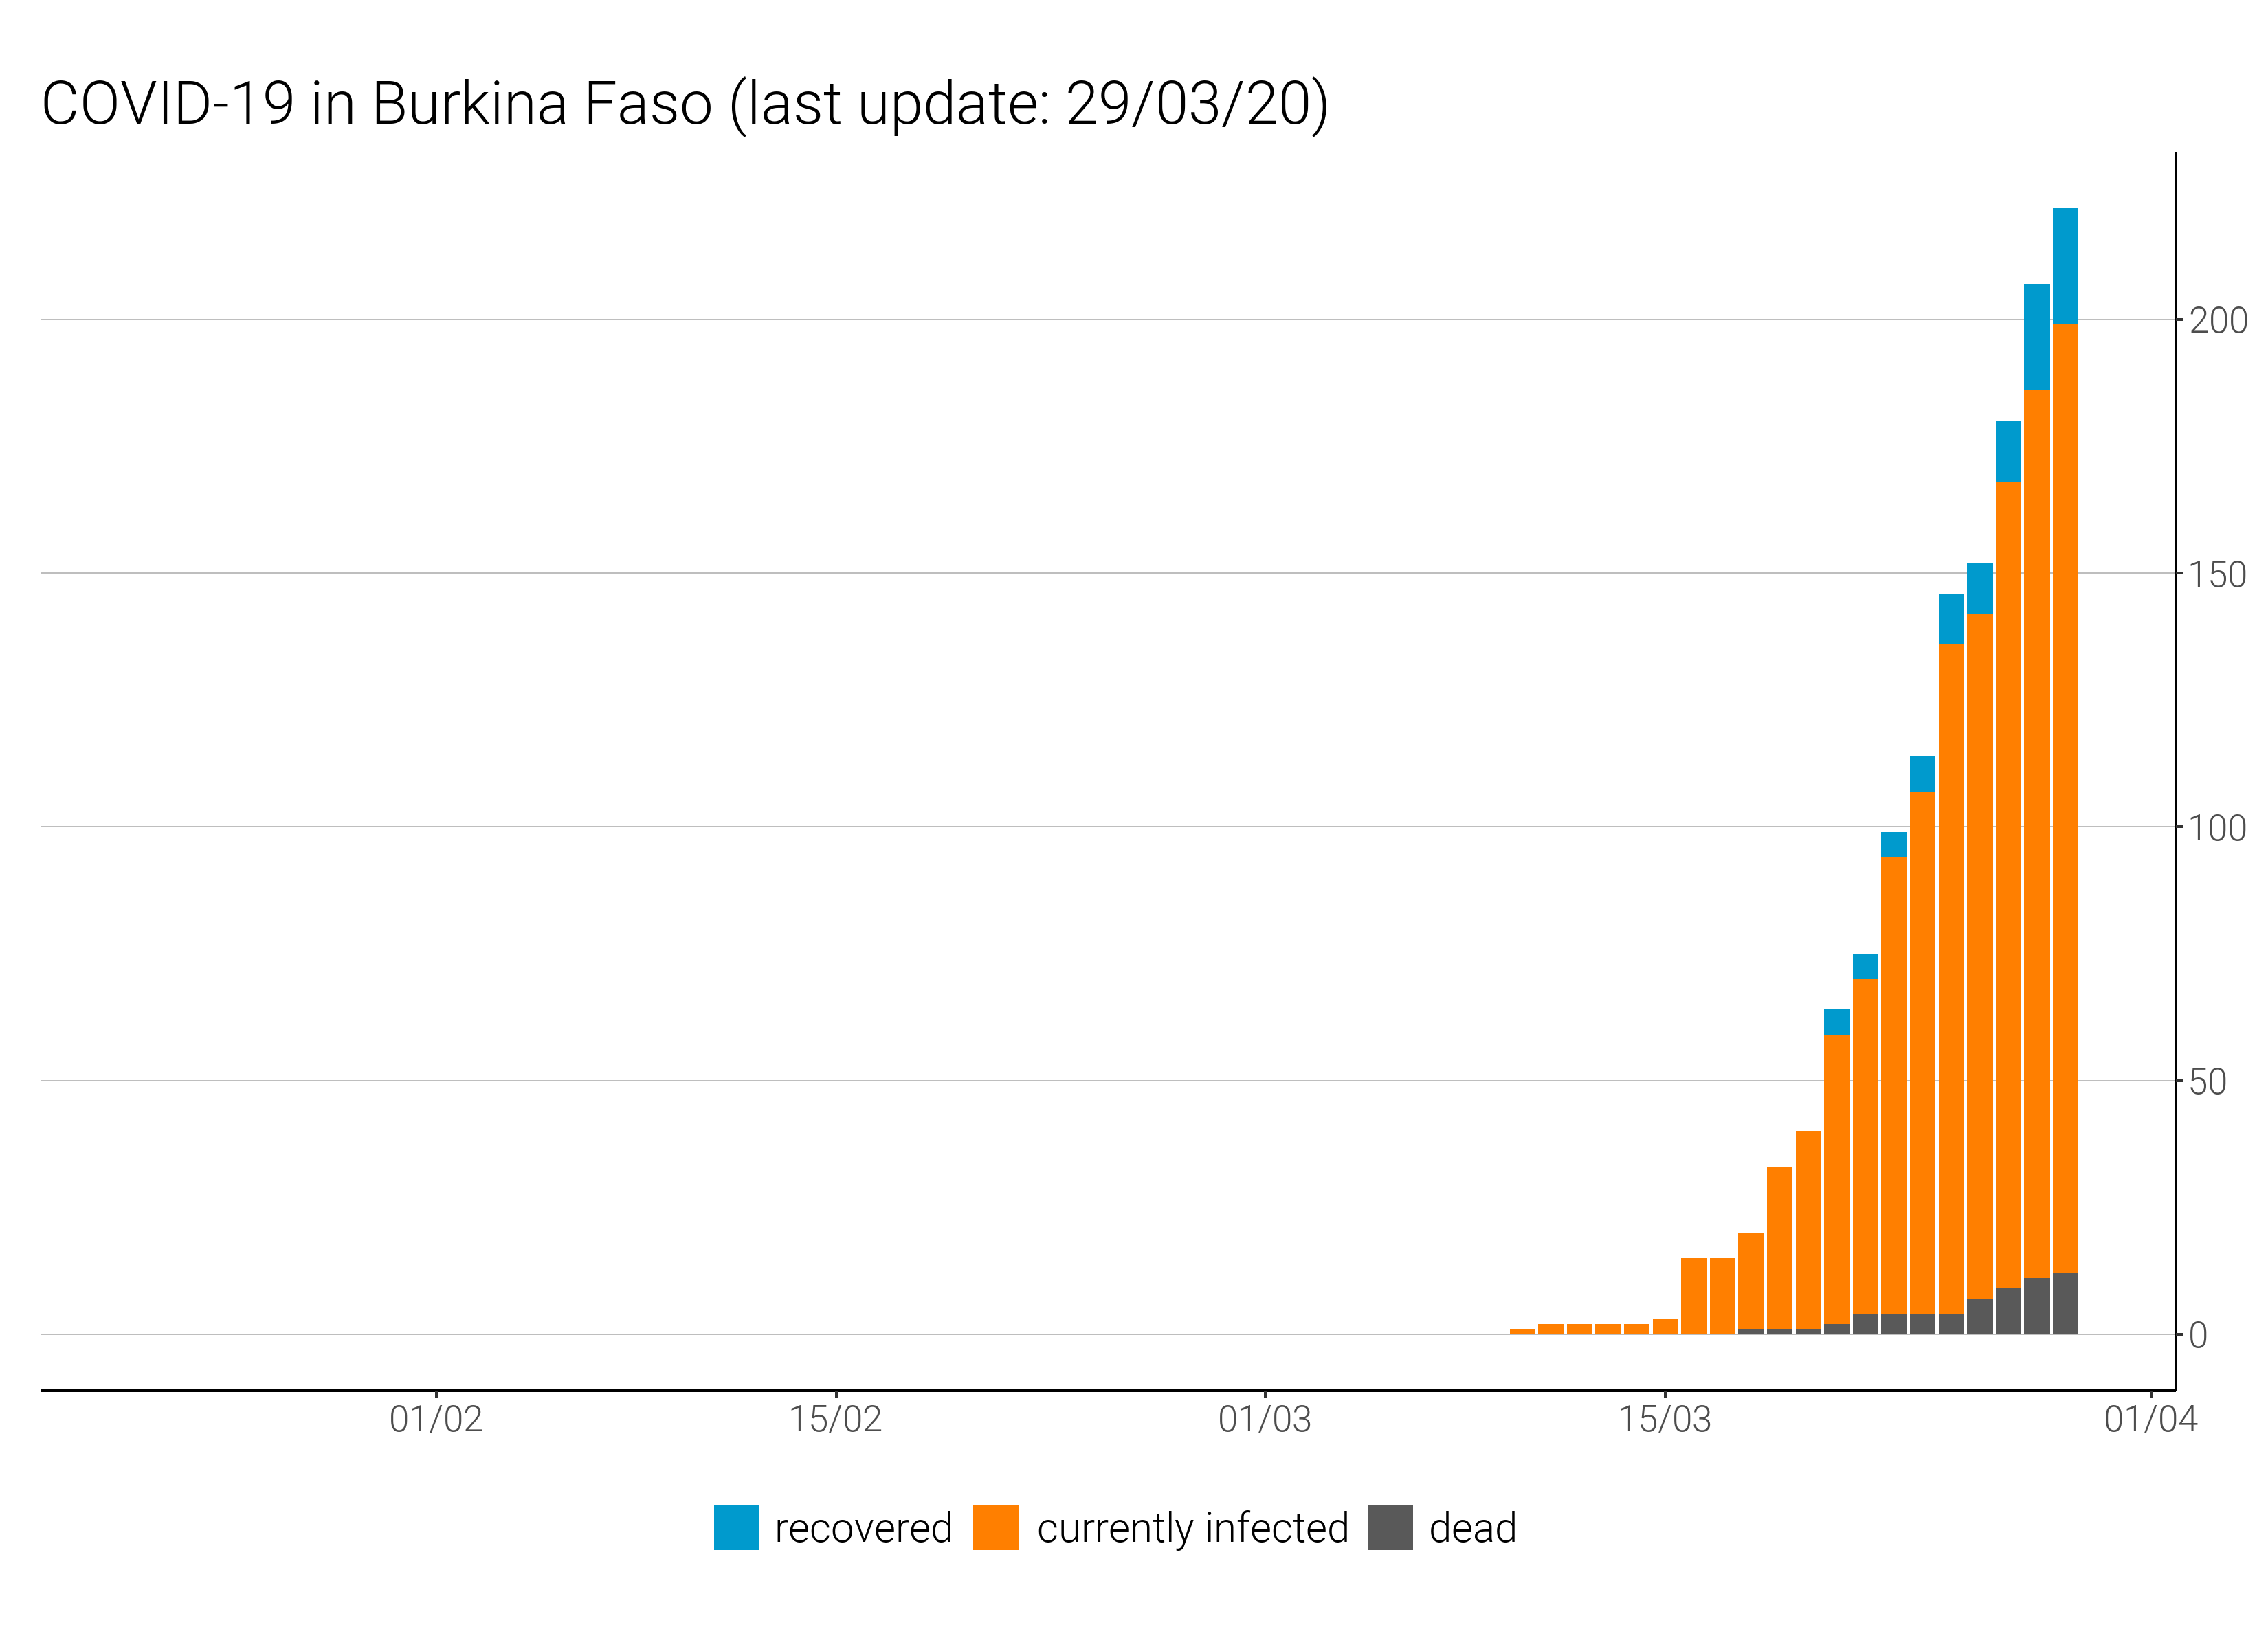 COVID-19 in Burkina Faso (last update: 29/03/20)
200
150
100
50
0
01/02 15/02 01/03 15/03 01/04
recovered currently infected dead